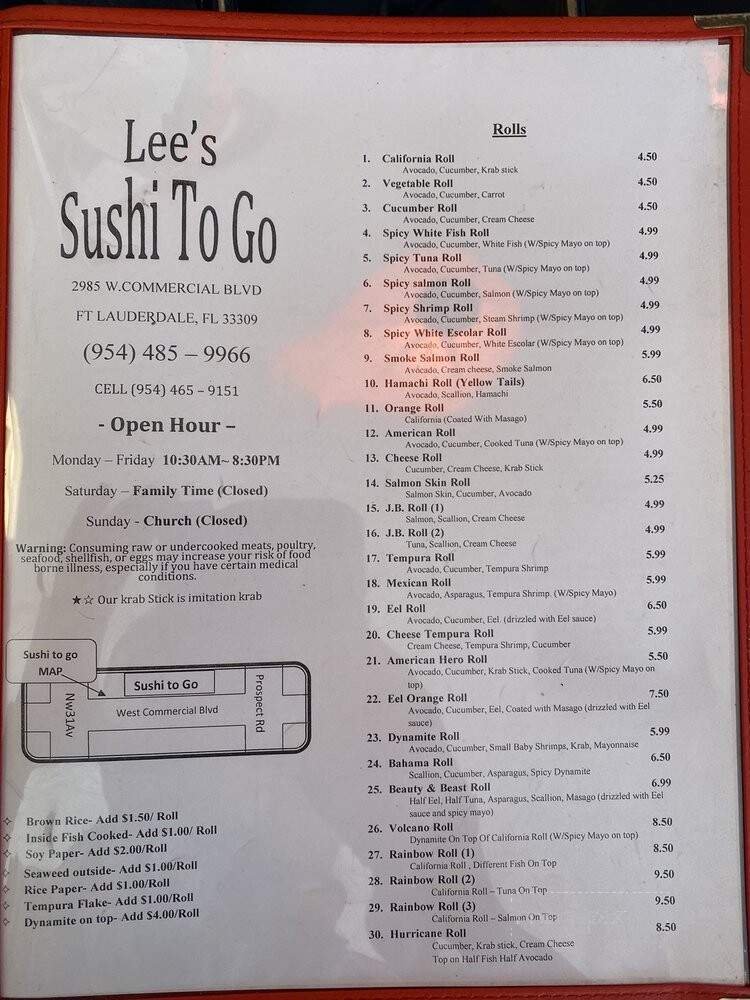 Lee's
Sushi To Go
2985 W.COMMERCIAL BLVD
FT LAUDERDALE, FL 33309
(954) 485 – 9966
CELL (954) 465 – 9151
- Open Hour –
Monday – Friday 10:30AM~ 8:30PM
Saturday – Family Time (Closed)
Sunday - Church (Closed)
Warning: Consuming raw or undercooked meats, poultry,
seafood, shellfish, or eggs may increase your risk of food
borne illness, especially if you have certain medical
conditions.
★☆ Our krab Stick is imitation krab
Sushi to go
MAP
Sushi to Go
West Commercial Blvd
Nw31Av
Prospect Rd
✧ Brown Rice- Add $1.50/ Roll
✧ Inside Fish Cooked- Add $1.00/ Roll
✧ Soy Paper- Add $2.00/Roll
✧ Seaweed outside- Add $1.00/Roll
✧ Rice Paper- Add $1.00/Roll
✧ Tempura Flake- Add $1.00/Roll
✧ Dynamite on top- Add $4.00/Roll
Rolls
1. California Roll 4.50
Avocado, Cucumber, Krab stick
2. Vegetable Roll 4.50
Avocado, Cucumber, Carrot
3. Cucumber Roll 4.50
Avocado, Cucumber, Cream Cheese
4. Spicy White Fish Roll 4.99
Avocado, Cucumber, White Fish (W/Spicy Mayo on top)
5. Spicy Tuna Roll 4.99
Avocado, Cucumber, Tuna (W/Spicy Mayo on top)
6. Spicy salmon Roll 4.99
Avocado, Cucumber, Salmon (W/Spicy Mayo on top)
7. Spicy Shrimp Roll 4.99
Avocado, Cucumber, Steam Shrimp (W/Spicy Mayo on top)
8. Spicy White Escolar Roll 4.99
Avocado, Cucumber, White Escolar (W/Spicy Mayo on top)
9. Smoke Salmon Roll 5.99
Avocado, Cream cheese, Smoke Salmon
10. Hamachi Roll (Yellow Tails) 6.50
Avocado, Scallion, Hamachi
11. Orange Roll 5.50
California (Coated With Masago)
12. American Roll 4.99
Avocado, Cucumber, Cooked Tuna (W/Spicy Mayo on top)
13. Cheese Roll 4.99
Cucumber, Cream Cheese, Krab Stick
14. Salmon Skin Roll 5.25
Salmon Skin, Cucumber, Avocado
15. J.B. Roll (1) 4.99
Salmon, Scallion, Cream Cheese
16. J.B. Roll (2) 4.99
Tuna, Scallion, Cream Cheese
17. Tempura Roll 5.99
Avocado, Cucumber, Tempura Shrimp
18. Mexican Roll 5.99
Avocado, Asparagus, Tempura Shrimp (W/Spicy Mayo)
19. Eel Roll 6.50
Avocado, Cucumber, Eel. (drizzled with Eel sauce)
20. Cheese Tempura Roll 5.99
Cream Cheese, Tempura Shrimp, Cucumber
21. American Hero Roll 5.50
Avocado, Cucumber, Krab Stick, Cooked Tuna (W/Spicy Mayo on
top)
22. Eel Orange Roll 7.50
Avocado, Cucumber, Eel, Coated with Masago (drizzled with Eel
sauce)
23. Dynamite Roll 5.99
Avocado, Cucumber, Small Baby Shrimps, Krab, Mayonnaise
24. Bahama Roll 6.50
Scallion, Cucumber, Asparagus, Spicy Dynamite
25. Beauty & Beast Roll 6.99
Half Eel, Half Tuna, Asparagus, Scallion, Masago (drizzled with Eel
sauce and spicy mayo)
26. Volcano Roll 8.50
Dynamite On Top Of California Roll (W/Spicy Mayo on top)
27. Rainbow Roll (1) 8.50
California Roll , Different Fish On Top
28. Rainbow Roll (2) 9.50
California Roll – Tuna On Top
29. Rainbow Roll (3) 9.50
California Roll – Salmon On Top
30. Hurricane Roll 8.50
Cucumber, Krab stick, Cream Cheese
Top on Half Fish Half Avocado